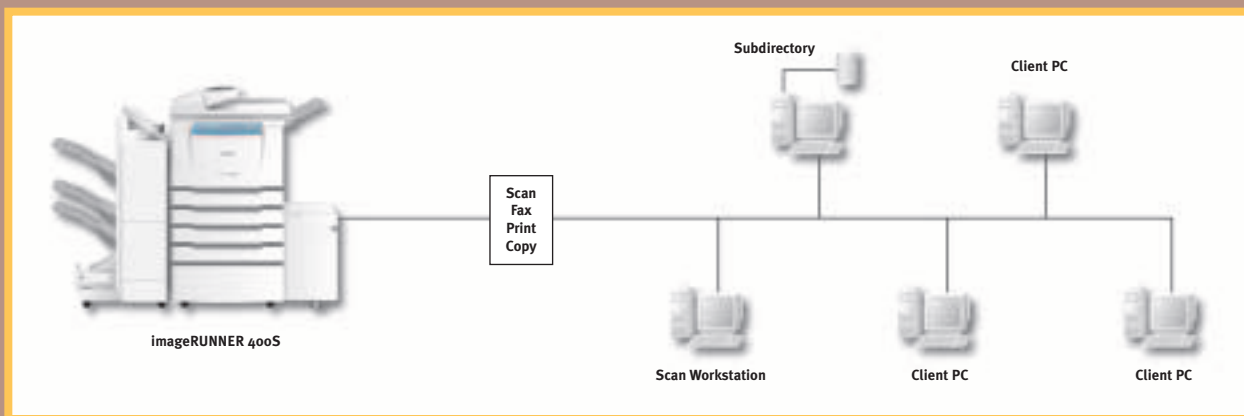 Subdirectory
Client PC
Scan
Fax
Print
Copy
imageRUNNER 400S
Scan Workstation
Client PC
Client PC